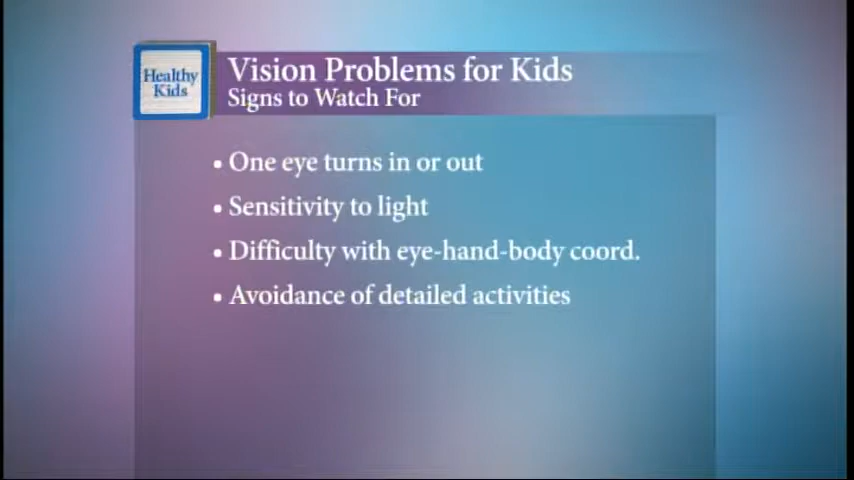 Healthy
Kids
Vision Problems for Kids
Signs to Watch For
• One eye turns in or out
• Sensitivity to light
• Difficulty with eye-hand-body coord.
• Avoidance of detailed activities